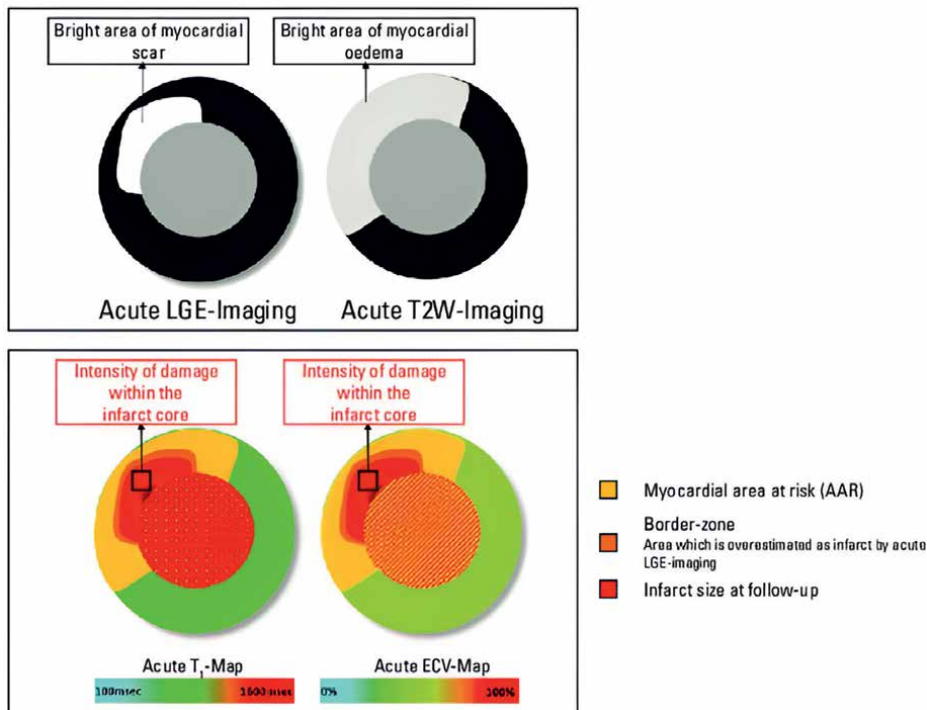 Bright area of myocardial
scar
Bright area of myocardial
oedema
Acute LGE-Imaging
Acute T2W-Imaging
Intensity of damage
within the
infarct core
Intensity of damage
within the
infarct core
Acute T1-Map
100msec
1600 msec
Acute ECV-Map
0%
100%
Myocardial area at risk (AAR)
Border-zone
Area which is overestimated as infarct by acute
LGE-imaging
Infarct size at follow-up